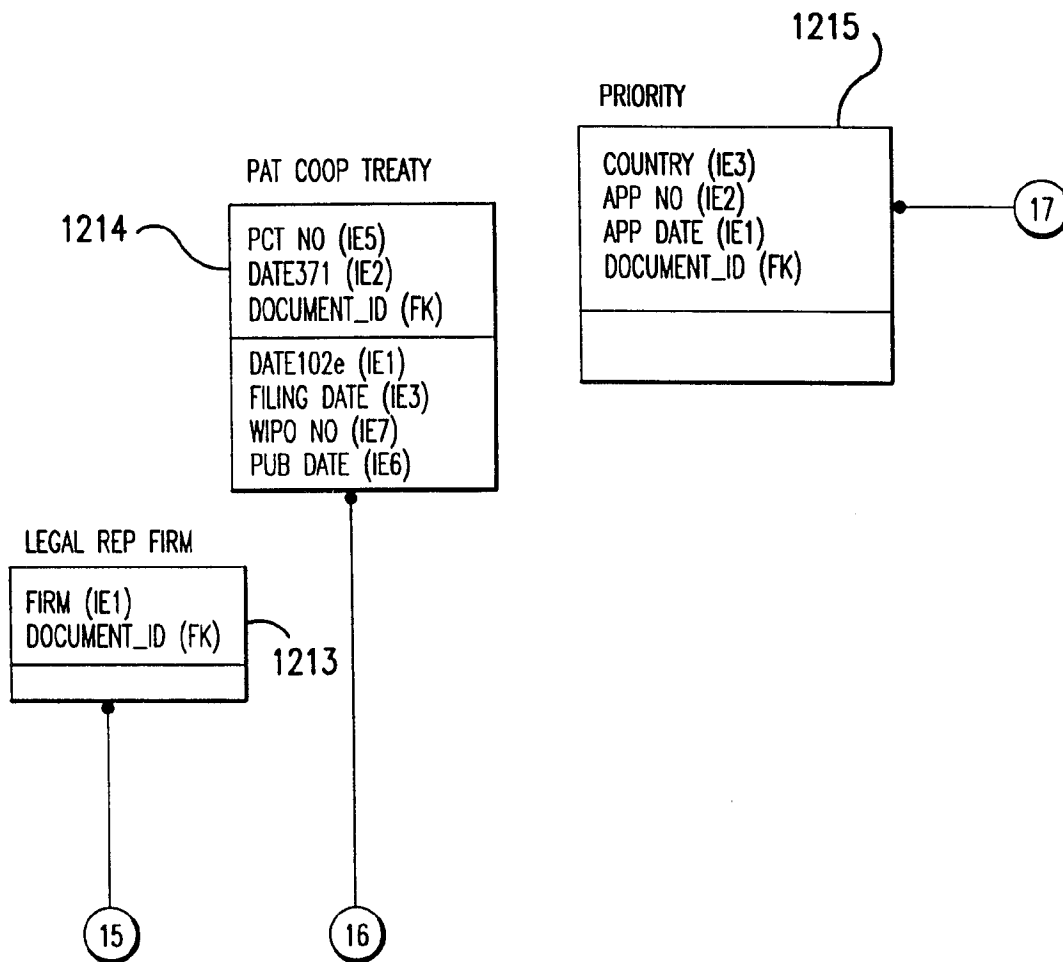 1215
PRIORITY
COUNTRY (IE3)
APP NO (IE2)
APP DATE (IE1)
DOCUMENT_ID (FK)
17
PAT COOP TREATY
1214
PCT NO (IE5)
DATE371 (IE2)
DOCUMENT_ID (FK)
DATE102e (IE1)
FILING DATE (IE3)
WIPO NO (IE7)
PUB DATE (IE6)
LEGAL REP FIRM
FIRM (IE1)
DOCUMENT_ID (FK)
1213
15
16